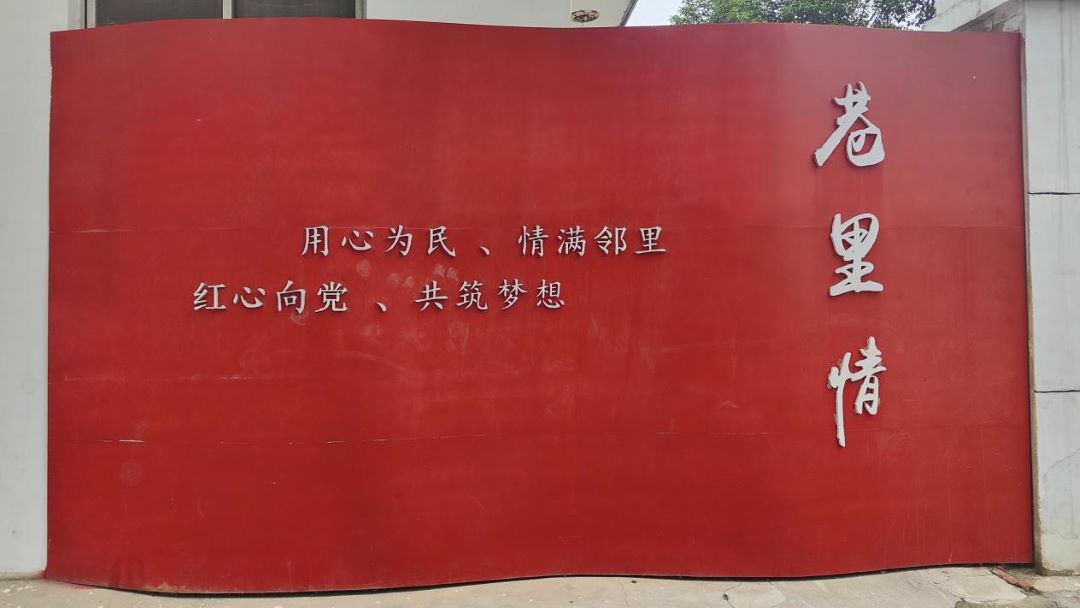 巷里情
用心为民、情满邻里
红心向党、共筑梦想